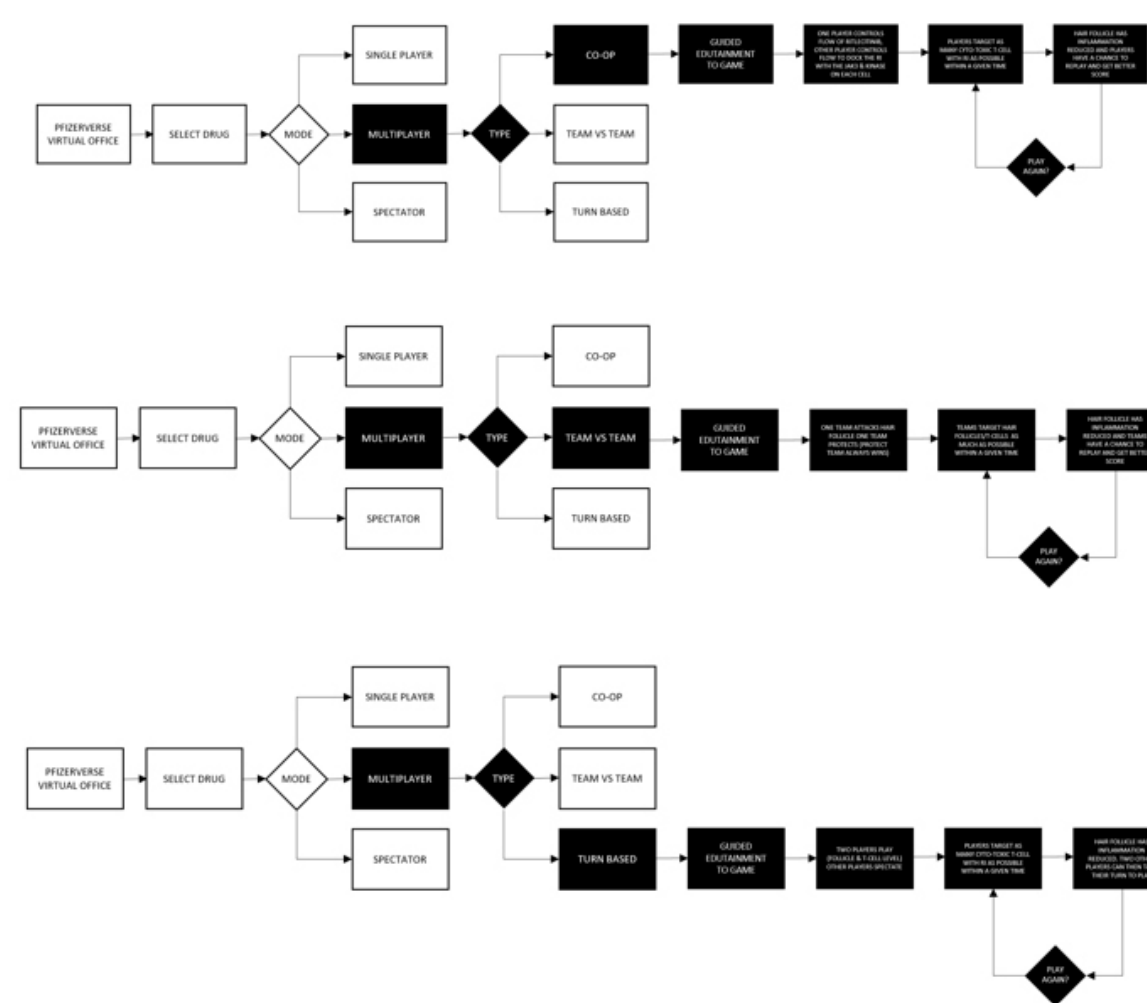 SINGLE PLAYER
CO-OP
GUIDED
EDUTAINMENT
TO GAME
ONE PLAYER CONTROLS
FLOW OF RITLECITINIB,
OTHER PLAYER CONTROLS
FLOW TO DOCK THE RI
WITH THE JAK3 & KINASE
ON EACH CELL
PLAYERS TARGET AS
MANY CYTO-TOXIC T-CELL
WITH RI AS POSSIBLE
WITHIN A GIVEN TIME
HAIR FOLLICLE HAS
INFLAMMATION
REDUCED AND PLAYERS
HAVE A CHANCE TO
REPLAY AND GET BETTER
SCORE
PFIZERVERSE
VIRTUAL OFFICE
SELECT DRUG
MODE
MULTIPLAYER
TYPE
TEAM VS TEAM
PLAY
AGAIN?
SPECTATOR
TURN BASED
SINGLE PLAYER
CO-OP
PFIZERVERSE
VIRTUAL OFFICE
SELECT DRUG
MODE
MULTIPLAYER
TYPE
TEAM VS TEAM
GUIDED
EDUTAINMENT
TO GAME
ONE TEAM ATTACKS HAIR
FOLLICLE ONE TEAM
PROTECTS (PROTECT
TEAM ALWAYS WINS)
TEAMS TARGET HAIR
FOLLICLES/T-CELLS AS
MUCH AS POSSIBLE
WITHIN A GIVEN TIME
HAIR FOLLICLE HAS
INFLAMMATION
REDUCED AND TEAMS
HAVE A CHANCE TO
REPLAY AND GET
SCORE
SPECTATOR
TURN BASED
PLAY
AGAIN?
SINGLE PLAYER
CO-OP
PFIZERVERSE
VIRTUAL OFFICE
SELECT DRUG
MODE
MULTIPLAYER
TYPE
TEAM VS TEAM
SPECTATOR
TURN BASED
GUIDED
EDUTAINMENT
TO GAME
TWO PLAYERS PLAY
(FOLLICLE & T-CELL LEVEL)
OTHER PLAYERS SPECTATE
PLAYERS TARGET AS
MANY CYTO-TOXIC T-CELL
WITH RI AS POSSIBLE
WITHIN A GIVEN TIME
HAIR FOLLICLE
INFLAMMATION
REDUCED, TWO
PLAYERS CAN THEN
THEIR TURN TO
PLAY
AGAIN?